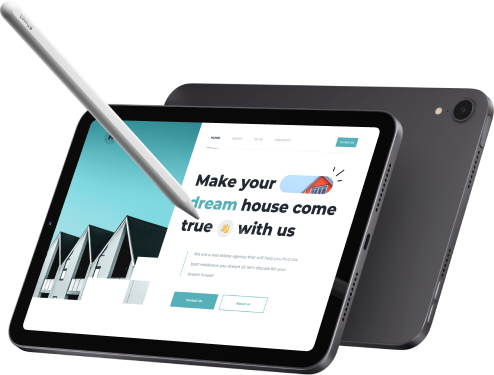 HOME ABOUT BLOG PROPERTY Contact Us
Make your
dream house come
true 👋 with us
We are a real estate agency that will help you find the
best residence you dream of, let's discuss for your
dream house?
Contact Us About Us